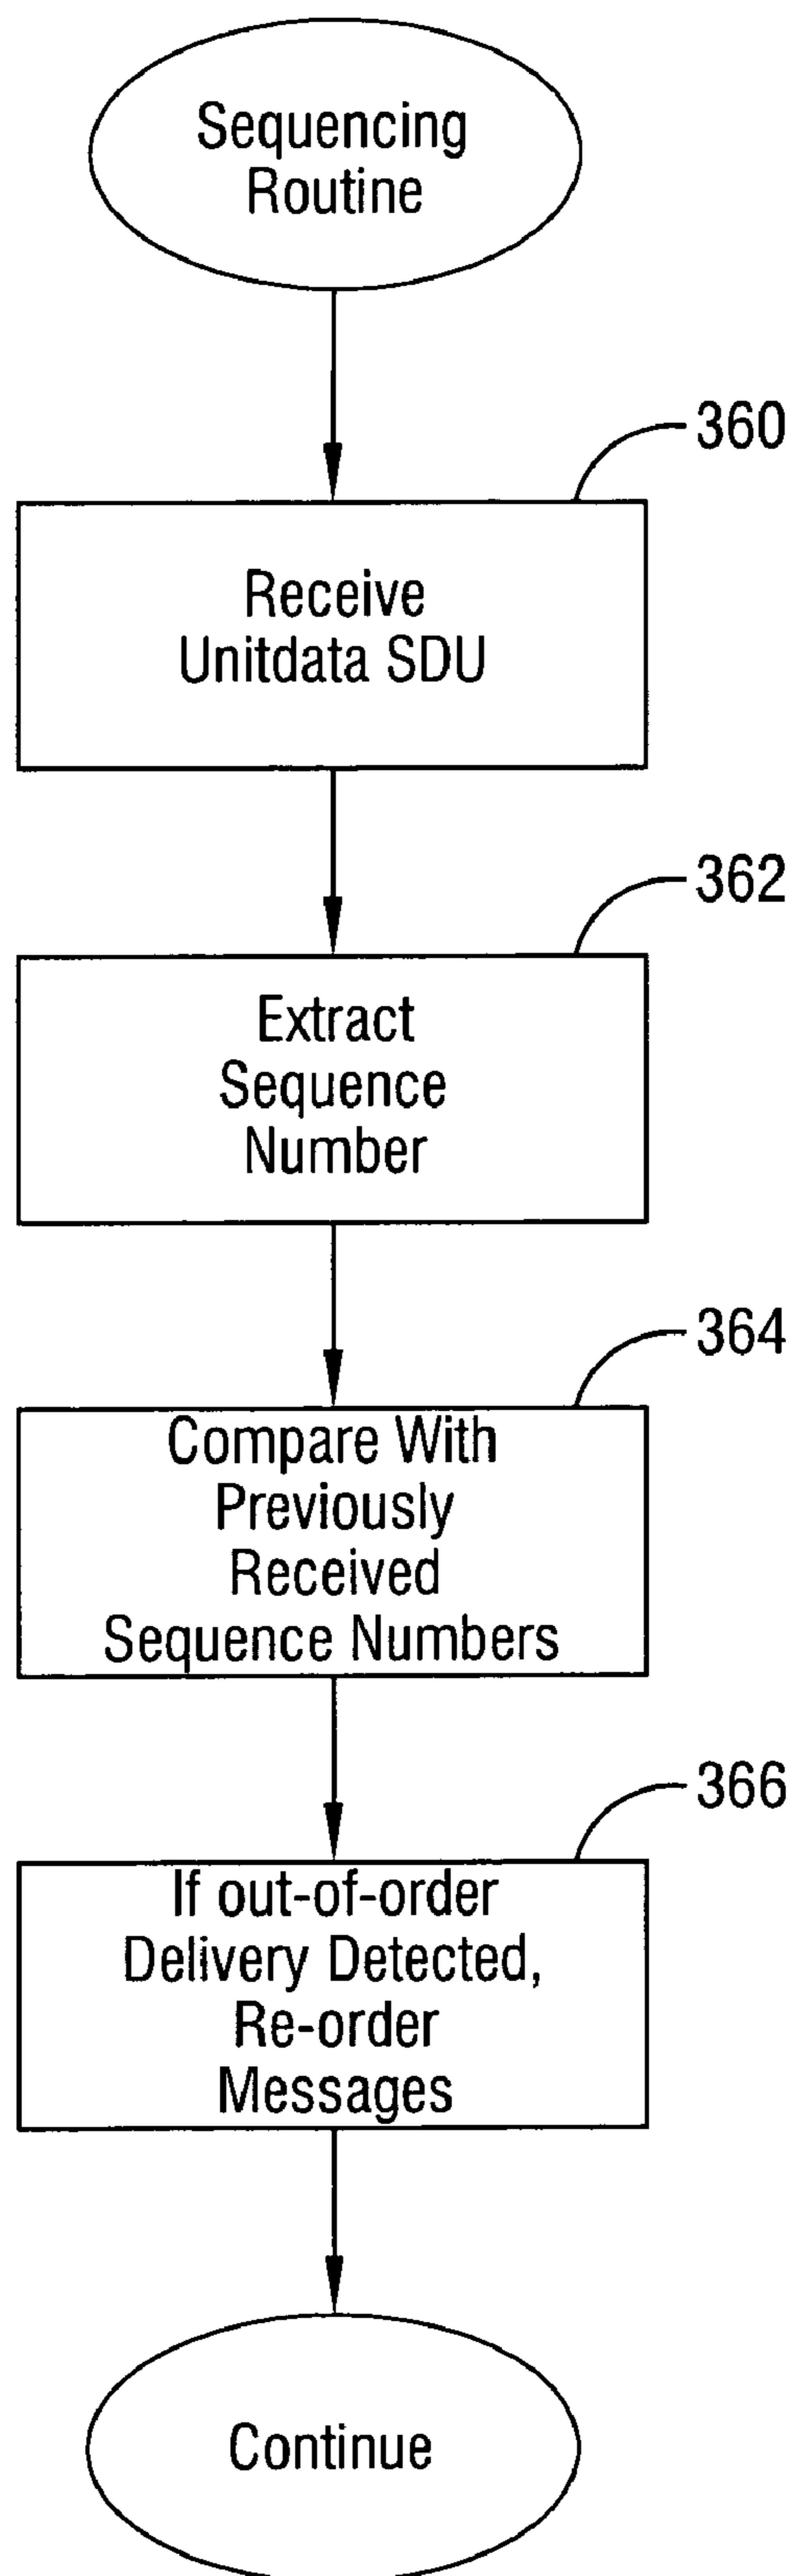 Sequencing
Routine
360
Receive
Unitdata SDU
362
Extract
Sequence
Number
364
Compare With
Previously
Received
Sequence Numbers
366
If out-of-order
Delivery Detected,
Re-order
Messages
Continue